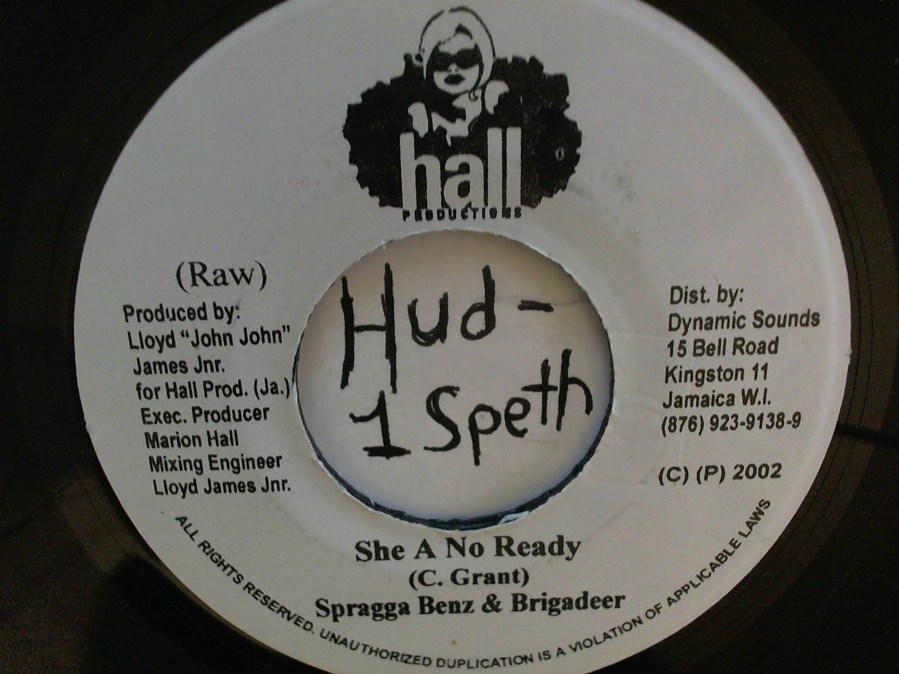 hall
PRODUCTIONS
(Raw)
Produced by:
Lloyd "John John"
James Jnr.
for Hall Prod. (Ja.)
Exec. Producer
Marion Hall
Mixing Engineer
Lloyd James Jnr.
Hud-
1 Speth
Dist. by:
Dynamic Sounds
15 Bell Road
Kingston 11
Jamaica W.I.
(876) 923-9138-9
(C) (P) 2002
She A No Ready
(C. Grant)
Spragga Benz & Brigadeer
ALL RIGHTS RESERVED. UNAUTHORIZED DUPLICATION IS A VIOLATION OF APPLICABLE LAWS